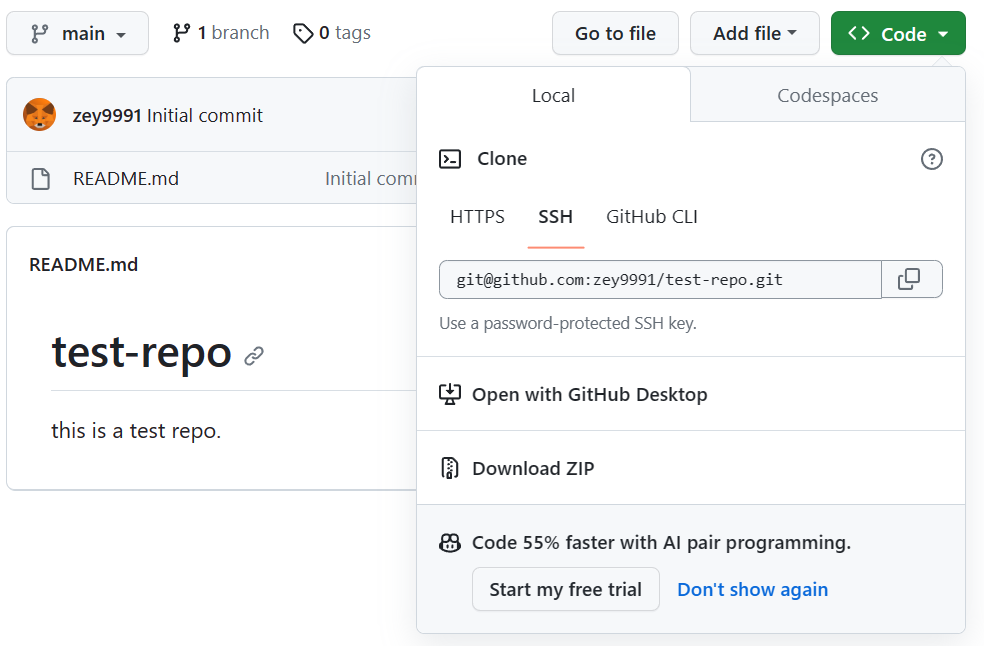 main 1 branch 0 tags Go to file Add file Code
zey9991 Initial commit
README.md Initial com
README.md
test-repo
this is a test repo.
Local Codespaces
Clone
HTTPS SSH GitHub CLI
git@github.com:zey9991/test-repo.git
Use a password-protected SSH key.
Open with GitHub Desktop
Download ZIP
Code 55% faster with AI pair programming.
Start my free trial Don't show again